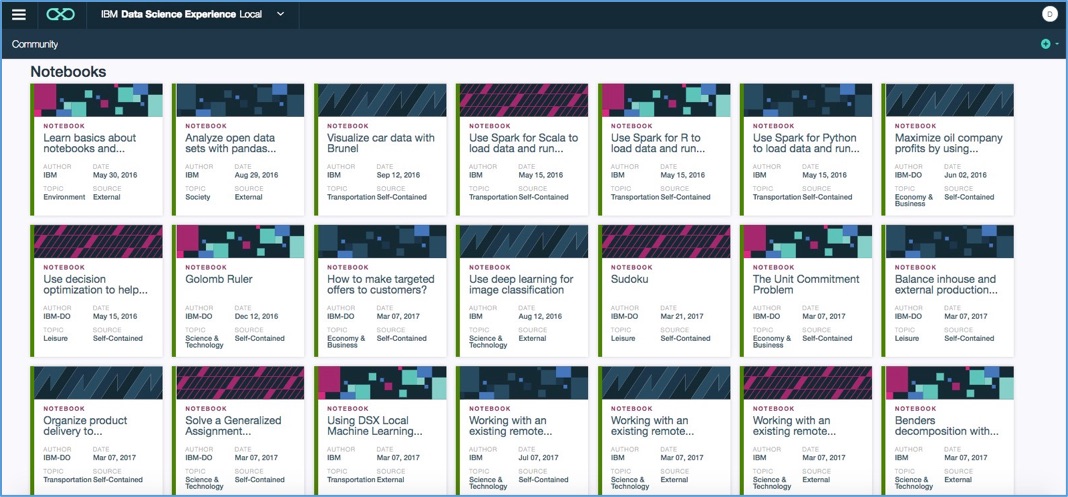 IBM Data Science Experience Local
D
Community
Notebooks
NOTEBOOK
Learn basics about
notebooks and...
AUTHOR DATE
IBM May 30, 2016
TOPIC SOURCE
Environment External
NOTEBOOK
Analyze open data
sets with pandas...
AUTHOR DATE
IBM Aug 29, 2016
TOPIC SOURCE
Society External
NOTEBOOK
Visualize car data with
Brunel
AUTHOR DATE
IBM Sep 12, 2016
TOPIC SOURCE
Transportation Self-Contained
NOTEBOOK
Use Spark for Scala to
load data and run...
AUTHOR DATE
IBM May 15, 2016
TOPIC SOURCE
Transportation Self-Contained
NOTEBOOK
Use Spark for R to
load data and run...
AUTHOR DATE
IBM May 15, 2016
TOPIC SOURCE
Transportation Self-Contained
NOTEBOOK
Use Spark for Python
to load data and run...
AUTHOR DATE
IBM May 15, 2016
TOPIC SOURCE
Transportation Self-Contained
NOTEBOOK
Maximize oil company
profits by using...
AUTHOR DATE
IBM-DO Jun 02, 2016
TOPIC SOURCE
Economy & Self-Contained
Business
NOTEBOOK
Use decision
optimization to help...
AUTHOR DATE
IBM-DO May 15, 2016
TOPIC SOURCE
Leisure Self-Contained
NOTEBOOK
Golomb Ruler
AUTHOR DATE
IBM-DO Dec 12, 2016
TOPIC SOURCE
Science & Self-Contained
Technology
NOTEBOOK
How to make targeted
offers to customers?
AUTHOR DATE
IBM-DO Mar 07, 2017
TOPIC SOURCE
Economy & Self-Contained
Business
NOTEBOOK
Use deep learning for
image classification
AUTHOR DATE
IBM Aug 12, 2016
TOPIC SOURCE
Science & External
Technology
NOTEBOOK
Sudoku
AUTHOR DATE
IBM-DO Mar 21, 2017
TOPIC SOURCE
Leisure Self-Contained
NOTEBOOK
The Unit Commitment
Problem
AUTHOR DATE
IBM-DO Mar 07, 2017
TOPIC SOURCE
Economy & Self-Contained
Business
NOTEBOOK
Balance inhouse and
external production...
AUTHOR DATE
IBM-DO Mar 07, 2017
TOPIC SOURCE
Leisure Self-Contained
NOTEBOOK
Organize product
delivery to...
AUTHOR DATE
IBM-DO Mar 07, 2017
TOPIC SOURCE
Transportation Self-Contained
NOTEBOOK
Solve a Generalized
Assignment...
AUTHOR DATE
IBM-DO Mar 07, 2017
TOPIC SOURCE
Science & Self-Contained
Technology
NOTEBOOK
Using DSX Local
Machine Learning...
AUTHOR DATE
IBM Mar 07, 2017
TOPIC SOURCE
Transportation External
NOTEBOOK
Working with an
existing remote...
AUTHOR DATE
IBM Jul 07, 2017
TOPIC SOURCE
Science & External
Technology
NOTEBOOK
Working with an
existing remote...
AUTHOR DATE
IBM Mar 07, 2017
TOPIC SOURCE
Science & External
Technology
NOTEBOOK
Working with an
existing remote...
AUTHOR DATE
IBM Mar 07, 2017
TOPIC SOURCE
Science & External
Technology
NOTEBOOK
Benders
decomposition with...
AUTHOR DATE
IBM Mar 07, 2017
TOPIC SOURCE
Science & External
Technology